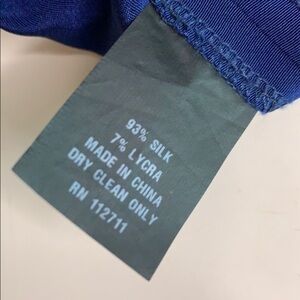 93% SILK
7% LYCRA
MADE IN CHINA
DRY CLEAN ONLY
RN 112711